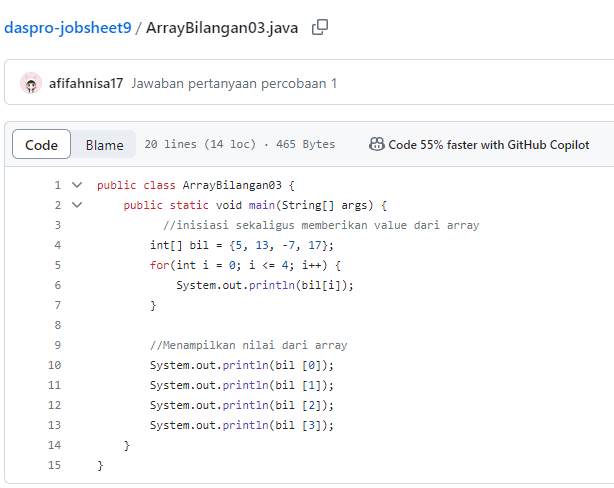 daspro-jobsheet9 / ArrayBilangan03.java
afifahnisa17 Jawaban pertanyaan percobaan 1
Code Blame 20 lines (14 loc) · 465 Bytes Code 55% faster with GitHub Copilot
1 public class ArrayBilangan03 {
2 public static void main(String[] args) {
3 //inisiasi sekaligus memberikan value dari array
4 int[] bil = {5, 13, -7, 17};
5 for(int i = 0; i <= 4; i++) {
6 System.out.println(bil[i]);
7 }
8
9 //Menampilkan nilai dari array
10 System.out.println(bil [0]);
11 System.out.println(bil [1]);
12 System.out.println(bil [2]);
13 System.out.println(bil [3]);
14 }
15 }